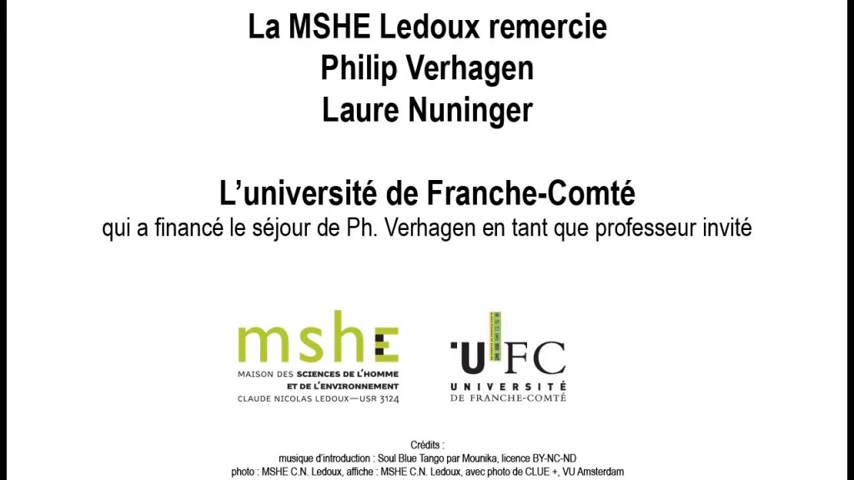 La MSHE Ledoux remercie
Philip Verhagen
Laure Nuninger
L'université de Franche-Comté
qui a financé le séjour de Ph. Verhagen en tant que professeur invité
mshE
MAISON DES SCIENCES DE L'HOMME
ET DE L'ENVIRONNEMENT
CLAUDE NICOLAS LEDOUX—USR 3124
UFC
UNIVERSITÉ
DE FRANCHE-COMTÉ
Crédits :
musique d'introduction : Soul Blue Tango par Mounika, licence BY-NC-ND
photo : MSHE C.N. Ledoux, affiche : MSHE C.N. Ledoux, avec photo de CLUE +, VU Amsterdam